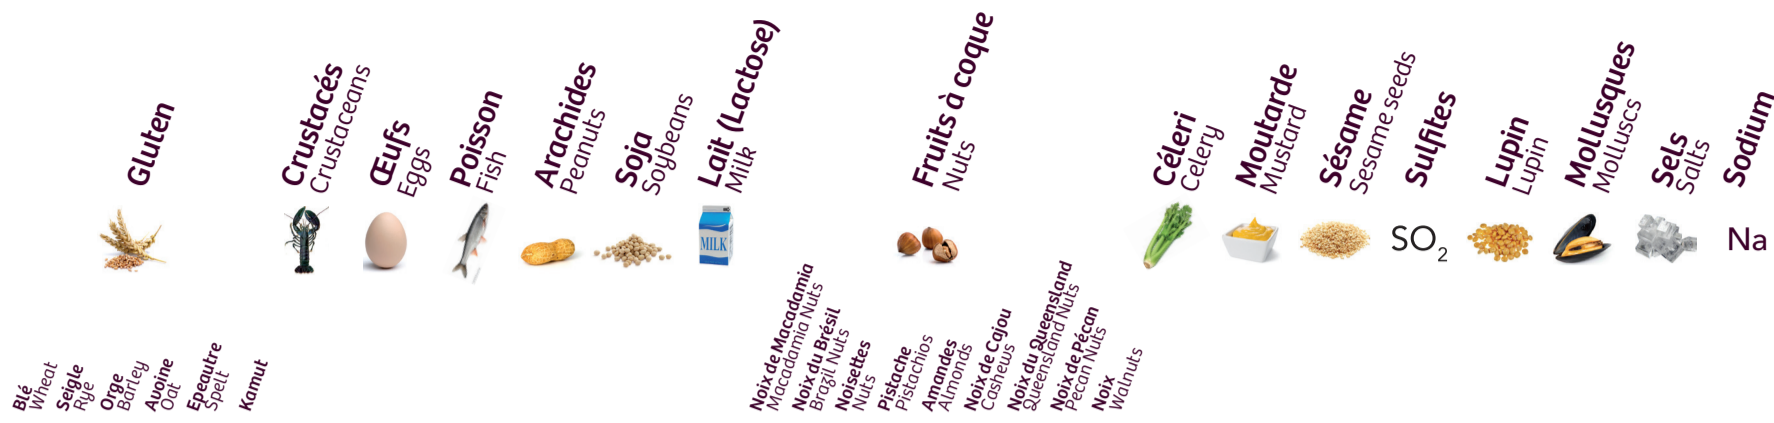 Gluten
Crustacés
Crustaceans
Œufs
Eggs
Poisson
Fish
Arachides
Peanuts
Soja
Soybeans
Lait (Lactose)
Milk
Fruits à coque
Nuts
Céleri
Celery
Moutarde
Mustard
Sésame
Sesame seeds
Sulfites
Lupin
Lupin
Mollusques
Molluscs
Sels
Salts
Sodium
MILK
SO2
Na
Blé
Wheat
Seigle
Rye
Orge
Barley
Avoine
Oat
Epeautre
Spelt
Kamut
Noix de Macadamia
Macadamia Nuts
Noix du Brésil
Brazil Nuts
Noisettes
Nuts
Pistache
Pistachios
Amandes
Almonds
Noix de Cajou
Cashews
Noix du Queensland
Queensland Nuts
Noix de Pécan
Pecan Nuts
Noix
Walnuts